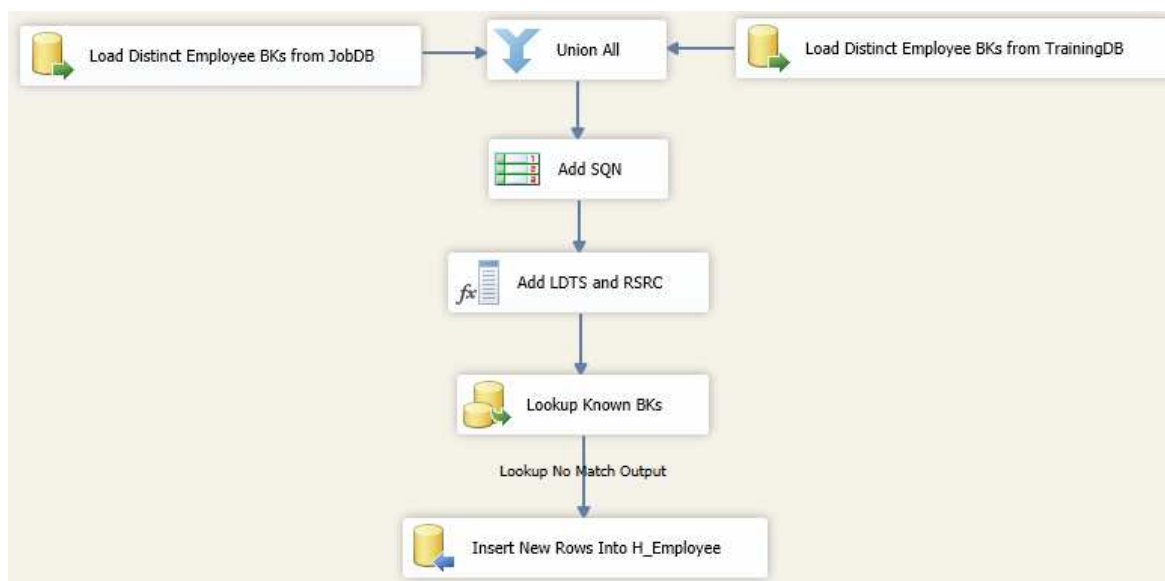 Load Distinct Employee BKs from JobDB
Union All
Load Distinct Employee BKs from TrainingDB
Add SQN
fx
Add LDTS and RSRC
Lookup Known BKs
Lookup No Match Output
Insert New Rows Into H_Employee